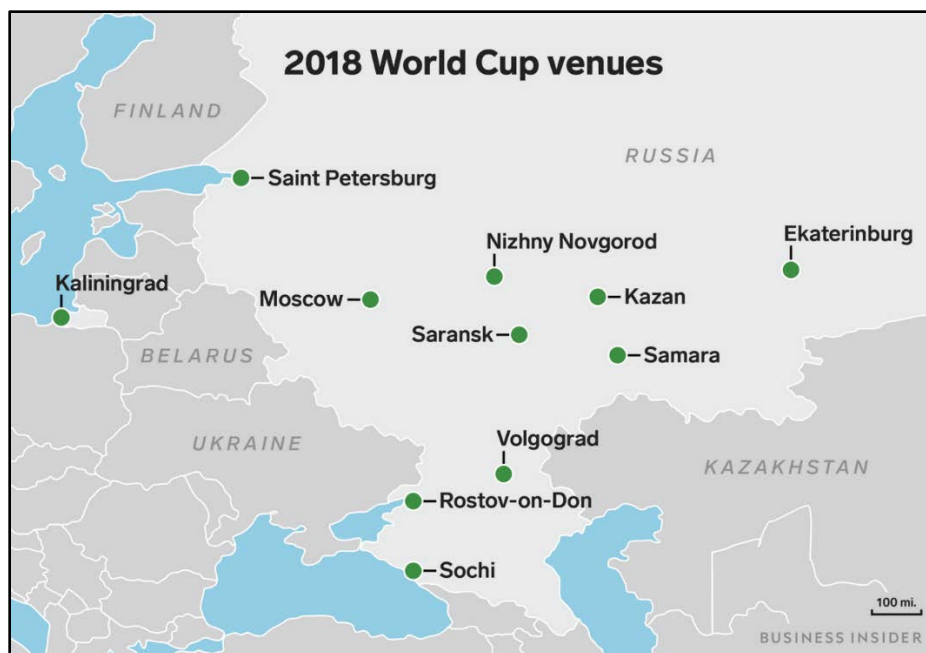 2018 World Cup venues
FINLAND
RUSSIA
Saint Petersburg
Nizhny Novgorod
Ekaterinburg
Kaliningrad
Moscow
Kazan
Saransk
BELARUS
Samara
UKRAINE
Volgograd
KAZAKHSTAN
Rostov-on-Don
Sochi
100 mi.
BUSINESS INSIDER